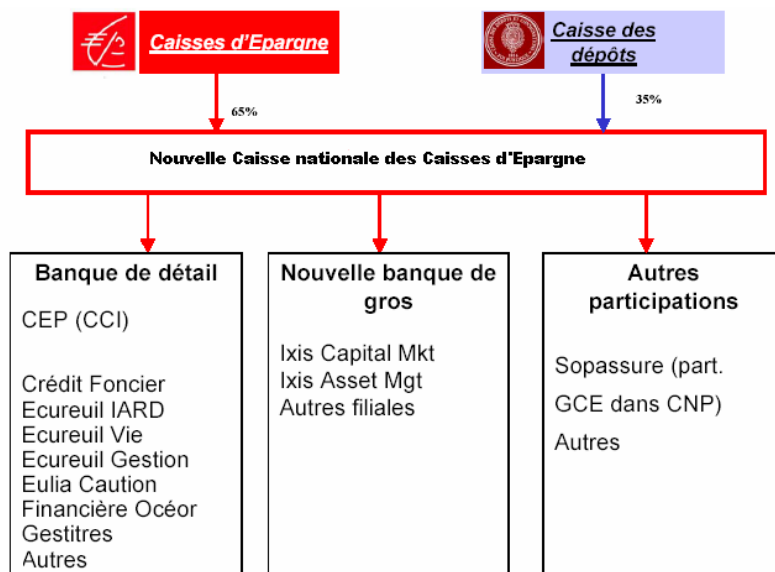 Caisses d'Epargne
Caisse des
dépôts
65%
35%
Nouvelle Caisse nationale des Caisses d'Epargne
Banque de détail
CEP (CCI)
Crédit Foncier
Ecureuil IARD
Ecureuil Vie
Ecureuil Gestion
Eulia Caution
Financière Océor
Gestitres
Autres
Nouvelle banque de
gros
Ixis Capital Mkt
Ixis Asset Mgt
Autres filiales
Autres
participations
Sopassure (part.
GCE dans CNP)
Autres